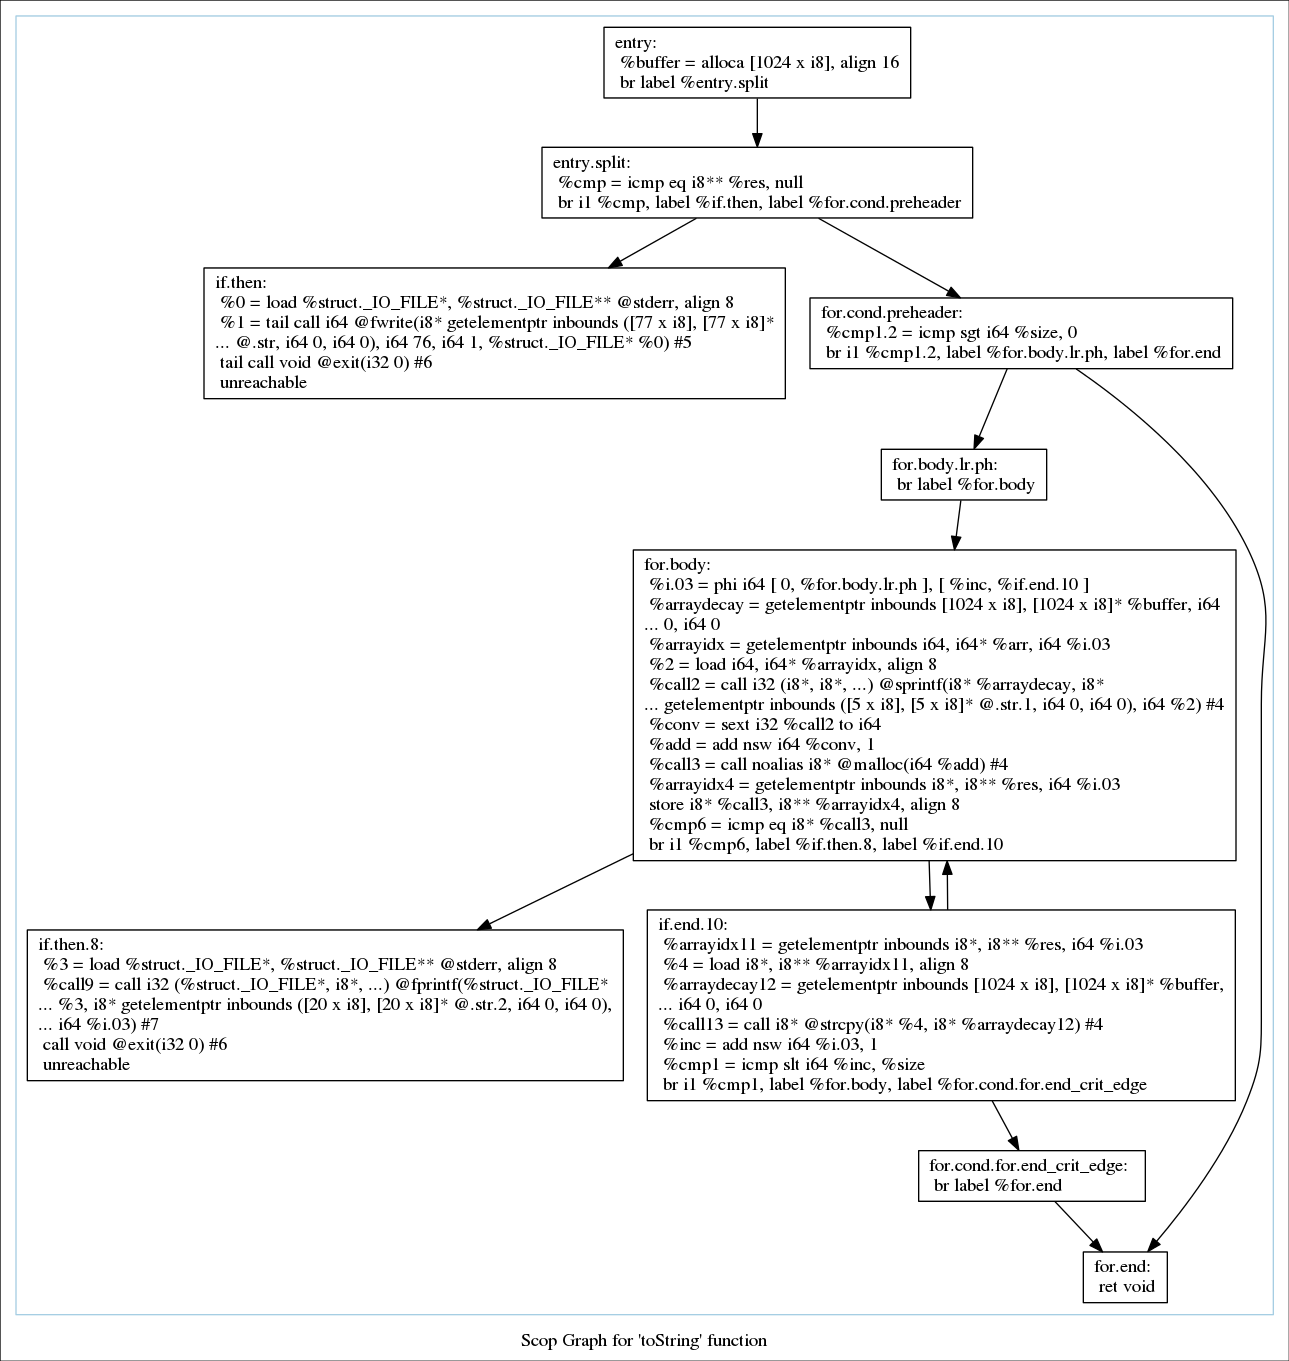 entry:
%buffer = alloca [1024 x i8], align 16
br label %entry.split
entry.split:
%cmp = icmp eq i8** %res, null
br i1 %cmp, label %if.then, label %for.cond.preheader
if.then:
%0 = load %struct._IO_FILE*, %struct._IO_FILE** @stderr, align 8
%1 = tail call i64 @fwrite(i8* getelementptr inbounds ([77 x i8], [77 x i8]*
... @.str, i64 0, i64 0), i64 76, i64 1, %struct._IO_FILE* %0) #5
tail call void @exit(i32 0) #6
unreachable
for.cond.preheader:
%cmp1.2 = icmp sgt i64 %size, 0
br i1 %cmp1.2, label %for.body.lr.ph, label %for.end
for.body.lr.ph:
br label %for.body
for.body:
%i.03 = phi i64 [ 0, %for.body.lr.ph ], [ %inc, %if.end.10 ]
%arraydecay = getelementptr inbounds [1024 x i8], [1024 x i8]* %buffer, i64
... 0, i64 0
%arrayidx = getelementptr inbounds i64, i64* %arr, i64 %i.03
%2 = load i64, i64* %arrayidx, align 8
%call2 = call i32 (i8*, i8*, ...) @sprintf(i8* %arraydecay, i8*
... getelementptr inbounds ([5 x i8], [5 x i8]* @.str.1, i64 0, i64 0), i64 %2) #4
%conv = sext i32 %call2 to i64
%add = add nsw i64 %conv, 1
%call3 = call noalias i8* @malloc(i64 %add) #4
%arrayidx4 = getelementptr inbounds i8*, i8** %res, i64 %i.03
store i8* %call3, i8** %arrayidx4, align 8
%cmp6 = icmp eq i8* %call3, null
br i1 %cmp6, label %if.then.8, label %if.end.10
if.then.8:
%3 = load %struct._IO_FILE*, %struct._IO_FILE** @stderr, align 8
%call9 = call i32 (%struct._IO_FILE*, i8*, ...) @fprintf(%struct._IO_FILE*
... %3, i8* getelementptr inbounds ([20 x i8], [20 x i8]* @.str.2, i64 0, i64 0),
... i64 %i.03) #7
call void @exit(i32 0) #6
unreachable
if.end.10:
%arrayidx11 = getelementptr inbounds i8*, i8** %res, i64 %i.03
%4 = load i8*, i8** %arrayidx11, align 8
%arraydecay12 = getelementptr inbounds [1024 x i8], [1024 x i8]* %buffer,
... i64 0, i64 0
%call13 = call i8* @strcpy(i8* %4, i8* %arraydecay12) #4
%inc = add nsw i64 %i.03, 1
%cmp1 = icmp slt i64 %inc, %size
br i1 %cmp1, label %for.body, label %for.cond.for.end_crit_edge
for.cond.for.end_crit_edge:
br label %for.end
for.end:
ret void
Scop Graph for 'toString' function